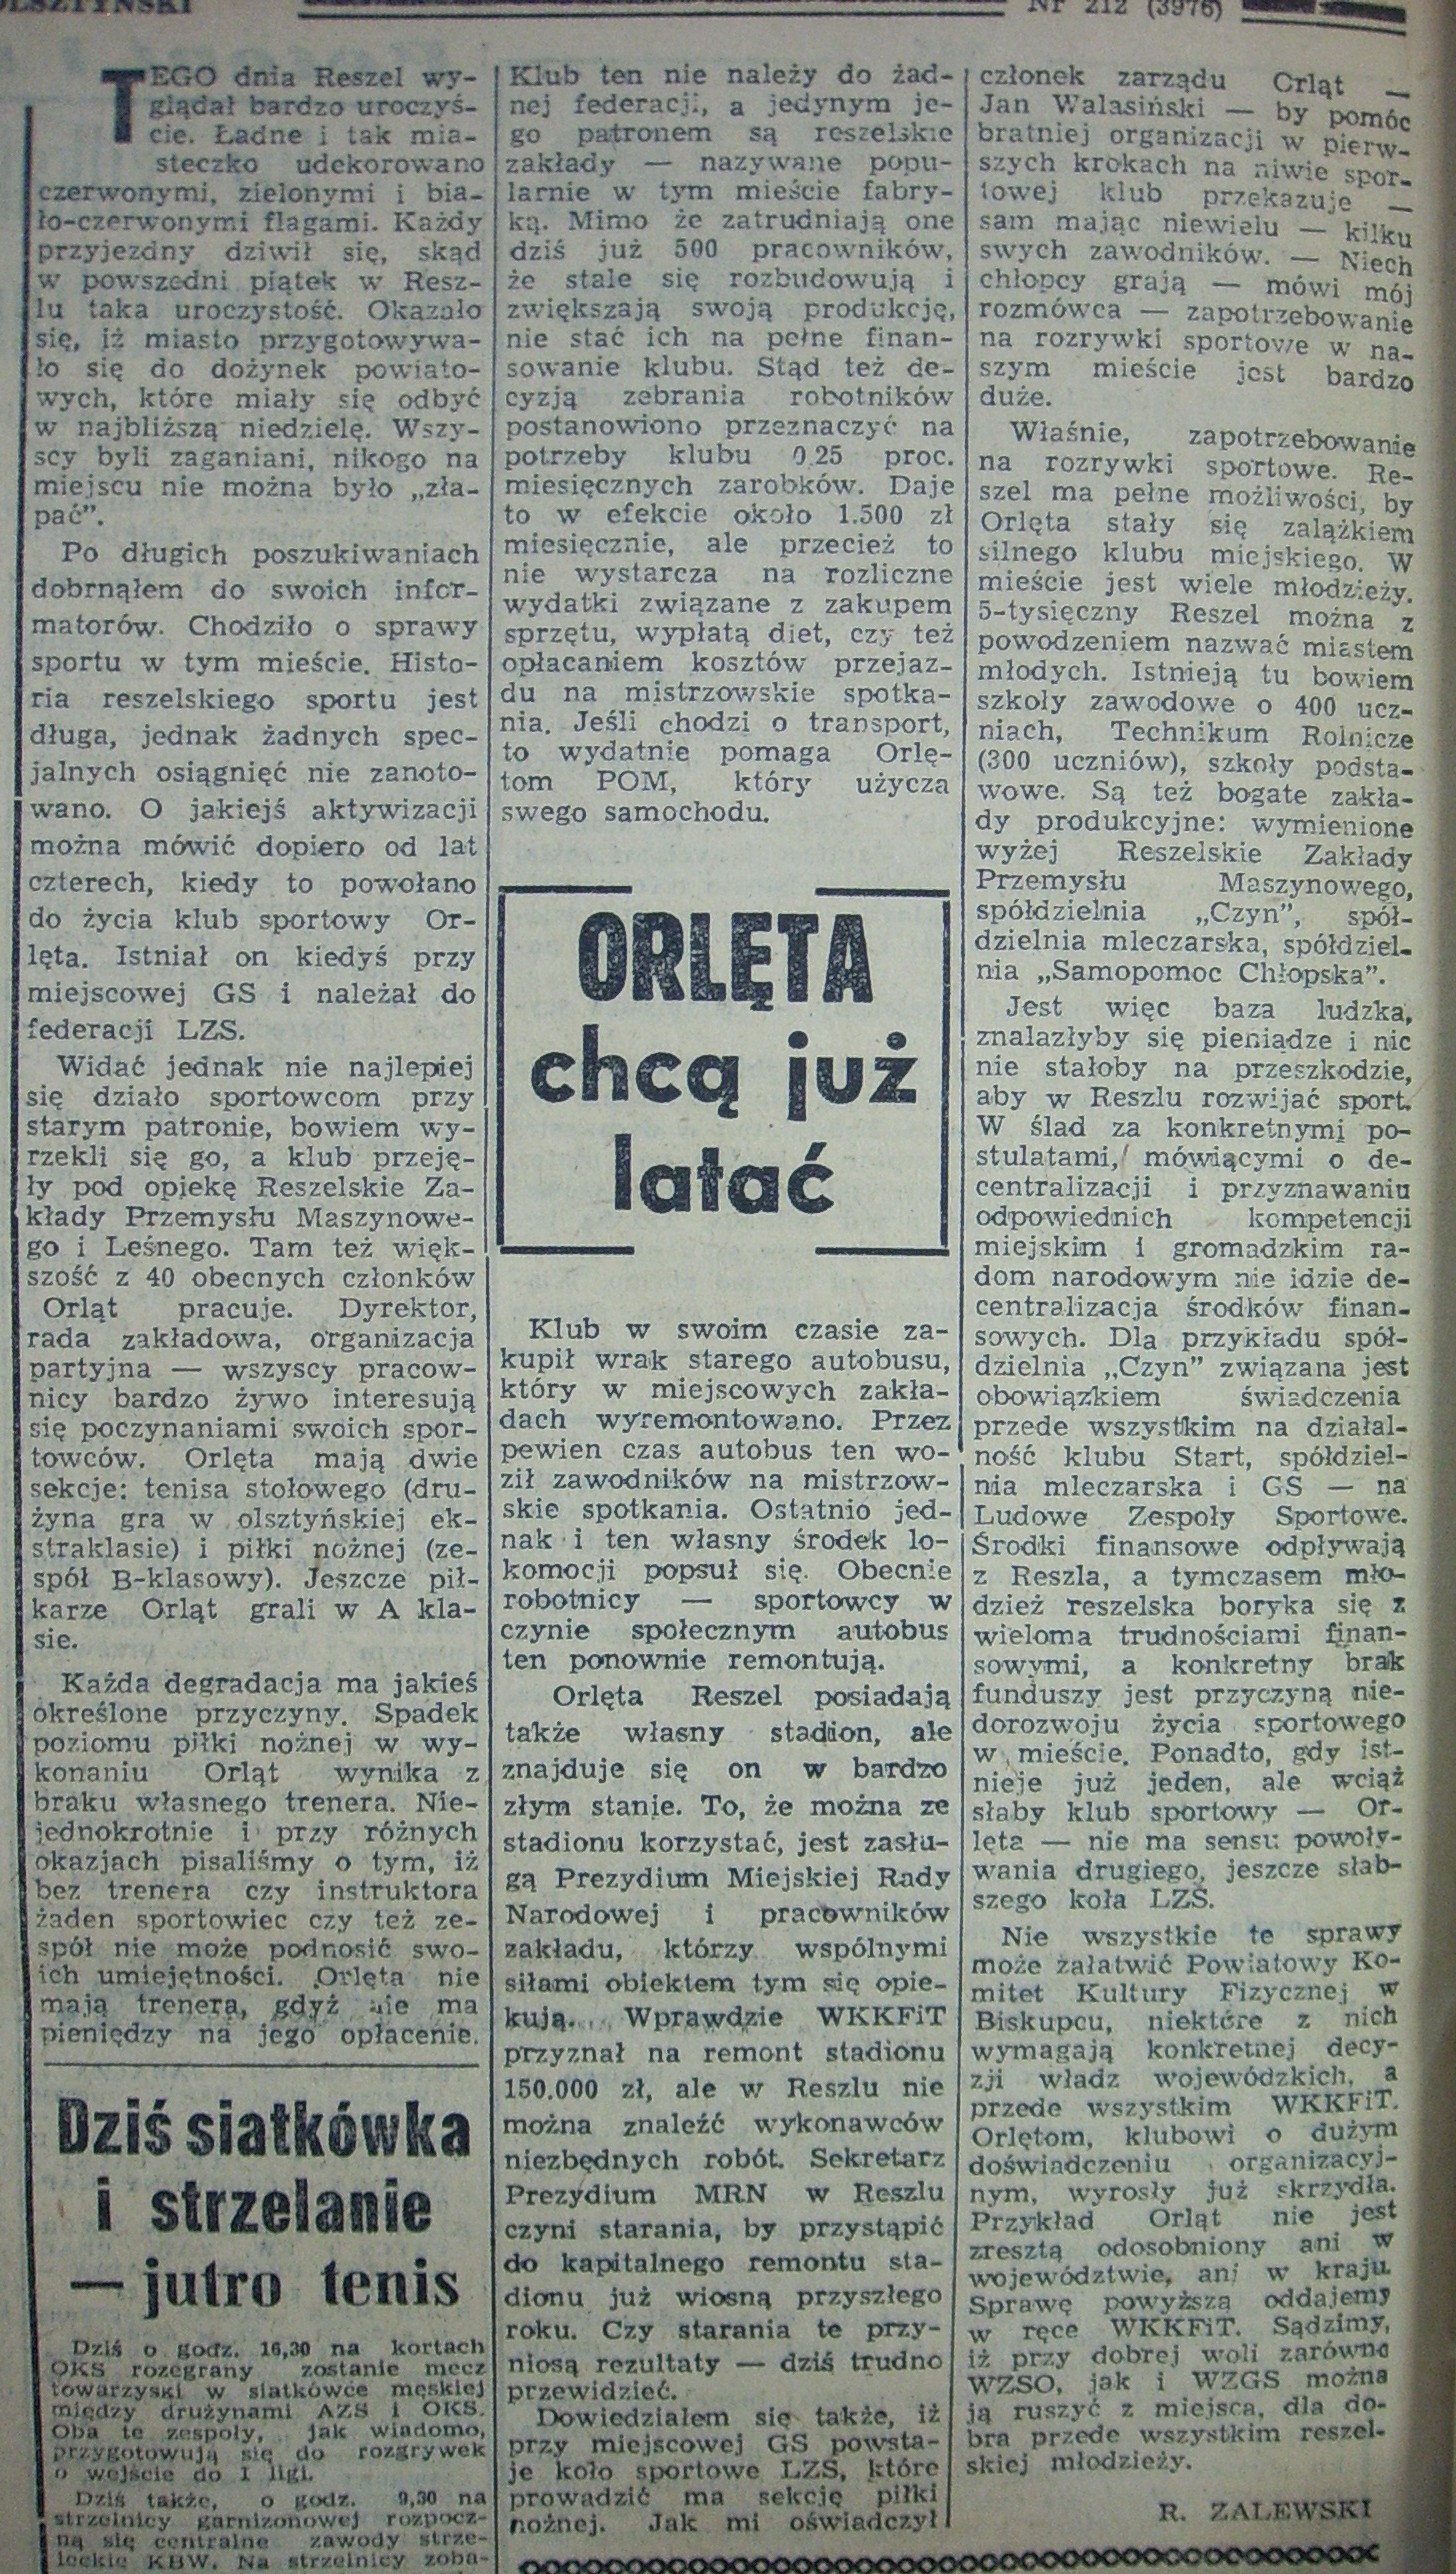 OLSZTYŃSKI
Nr 212 (3976)
TEGO dnia Reszel wy-
glądał bardzo uroczyś-
cie. Ładne i tak mia-
steczko udekorowano
czerwonymi, zielonymi i bia-
ło-czerwonymi flagami. Każdy
przyjezdny dziwił się, skąd
w powszedni piątek w Resz-
lu taka uroczystość. Okazało
się, iż miasto przygotowywa-
ło się do dożynek powiato-
wych, które miały się odbyć
w najbliższą niedzielę. Wszy-
scy byli zaganiani, nikogo na
miejscu nie można było „zła-
pać”.
Po długich poszukiwaniach
dobrnąłem do swoich infor-
matorów. Chodziło o sprawy
sportu w tym mieście. Histo-
ria reszelskiego sportu jest
długa, jednak żadnych spec-
jalnych osiągnięć nie zanoto-
wano. O jakiejś aktywizacji
można mówić dopiero od lat
czterech, kiedy to powołano
do życia klub sportowy Or-
lęta. Istniał on kiedyś przy
miejscowej GS i należał do
federacji LZS.
Widać jednak nie najlepiej
się działo sportowcom przy
starym patronie, bowiem wy-
rzekli się go, a klub przeję-
ły pod opiekę Reszelskie Za-
kłady Przemysłu Maszynowe-
go i Leśnego. Tam też więk-
szość z 40 obecnych członków
Orląt pracuje. Dyrektor,
rada zakładowa, organizacja
partyjna — wszyscy pracow-
nicy bardzo żywo interesują
się poczynaniami swoich spor-
towców. Orlęta mają dwie
sekcje: tenisa stołowego (dru-
żyna gra w olsztyńskiej ek-
straklasie) i piłki nożnej (ze-
spół B-klasowy). Jeszcze pił-
karze Orląt grali w A kla-
sie.
Każda degradacja ma jakieś
określone przyczyny. Spadek
poziomu piłki nożnej w wy-
konaniu Orląt wynika z
braku własnego trenera. Nie-
jednokrotnie i przy różnych
okazjach pisaliśmy o tym, iż
bez trenera czy instruktora
żaden sportowiec czy też ze-
spół nie może podnosić swo-
ich umiejętności. Orlęta nie
mają trenera, gdyż nie ma
pieniędzy na jego opłacenie.
Dziś siatkówka
i strzelanie
— jutro tenis
Dziś o godz. 16,30 na kortach
OKS rozegrany zostanie mecz
towarzyski w siatkówce męskiej
między drużynami AZS i OKS.
Oba te zespoły, jak wiadomo,
przygotowują się do rozgrywek
o wejście do I ligi.
Dziś także, o godz. 9,30 na
strzelnicy garnizonowej rozpocz-
ną się centralne zawody strze-
leckie KBW. Na strzelnicy zoba-
Klub ten nie należy do żad-
nej federacji, a jedynym je-
go patronem są reszelskie
zakłady — nazywane popu-
larnie w tym mieście fabry-
ką. Mimo że zatrudniają one
dziś już 500 pracowników,
że stale się rozbudowują i
zwiększają swoją produkcję,
nie stać ich na pełne finan-
sowanie klubu. Stąd też de-
cyzją zebrania robotników
postanowiono przeznaczyć na
potrzeby klubu 0,25 proc.
miesięcznych zarobków. Daje
to w efekcie około 1.500 zł
miesięcznie, ale przecież to
nie wystarcza na rozliczne
wydatki związane z zakupem
sprzętu, wypłatą diet, czy też
opłacaniem kosztów przejaz-
du na mistrzowskie spotka-
nia. Jeśli chodzi o transport,
to wydatnie pomaga Orlę-
tom POM, który użycza
swego samochodu.
ORLĘTA
chcą już
latać
Klub w swoim czasie za-
kupił wrak starego autobusu,
który w miejscowych zakła-
dach wyremontowano. Przez
pewien czas autobus ten wo-
ził zawodników na mistrzow-
skie spotkania. Ostatnio jed-
nak i ten własny środek lo-
komocji popsuł się. Obecnie
robotnicy — sportowcy w
czynie społecznym autobus
ten ponownie remontują.
Orlęta Reszel posiadają
także własny stadion, ale
znajduje się on w bardzo
złym stanie. To, że można ze
stadionu korzystać, jest zasłu-
gą Prezydium Miejskiej Rady
Narodowej i pracowników
zakładu, którzy wspólnymi
siłami obiektem tym się opie-
kują. Wprawdzie WKKFiT
przyznał na remont stadionu
150.000 zł, ale w Reszlu nie
można znaleźć wykonawców
niezbędnych robót. Sekretarz
Prezydium MRN w Reszlu
czyni starania, by przystąpić
do kapitalnego remontu sta-
dionu już wiosną przyszłego
roku. Czy starania te przy-
niosą rezultaty — dziś trudno
przewidzieć.
Dowiedziałem się także, iż
przy miejscowej GS powsta-
je koło sportowe LZS, które
prowadzić ma sekcję piłki
nożnej. Jak mi oświadczył
członek zarządu Orląt —
Jan Walasiński — by pomóc
bratniej organizacji w pierw-
szych krokach na niwie spor-
towej klub przekazuje —
sam mając niewielu — kilku
swych zawodników. — Niech
chłopcy grają — mówi mój
rozmówca — zapotrzebowanie
na rozrywki sportowe w na-
szym mieście jest bardzo
duże.
Właśnie, zapotrzebowanie
na rozrywki sportowe. Re-
szel ma pełne możliwości, by
Orlęta stały się zalążkiem
silnego klubu miejskiego. W
mieście jest wiele młodzieży.
5-tysięczny Reszel można z
powodzeniem nazwać miastem
młodych. Istnieją tu bowiem
szkoły zawodowe o 400 ucz-
niach, Technikum Rolnicze
(300 uczniów), szkoły podsta-
wowe. Są też bogate zakła-
dy produkcyjne: wymienione
wyżej Reszelskie Zakłady
Przemysłu Maszynowego,
spółdzielnia „Czyn”, spół-
dzielnia mleczarska, spółdziel-
nia „Samopomoc Chłopska”.
Jest więc baza ludzka,
znalazłyby się pieniądze i nic
nie stałoby na przeszkodzie,
aby w Reszlu rozwijać sport.
W ślad za konkretnymi po-
stulatami, mówiącymi o de-
centralizacji i przyznawaniu
odpowiednich kompetencji
miejskim i gromadzkim ra-
dom narodowym nie idzie de-
centralizacja środków finan-
sowych. Dla przykładu spół-
dzielnia „Czyn” związana jest
obowiązkiem świadczenia
przede wszystkim na działal-
ność klubu Start, spółdziel-
nia mleczarska i GS — na
Ludowe Zespoły Sportowe.
Środki finansowe odpływają
z Reszla, a tymczasem mło-
dzież reszelska boryka się z
wieloma trudnościami finan-
sowymi, a konkretny brak
funduszy jest przyczyną nie-
dorozwoju życia sportowego
w mieście. Ponadto, gdy ist-
nieje już jeden, ale wciąż
słaby klub sportowy — Or-
lęta — nie ma sensu powoły-
wania drugiego, jeszcze słab-
szego koła LZS.
Nie wszystkie te sprawy
może załatwić Powiatowy Ko-
mitet Kultury Fizycznej w
Biskupcu, niektóre z nich
wymagają konkretnej decy-
zji władz wojewódzkich, a
przede wszystkim WKKFiT.
Orlętom, klubowi o dużym
doświadczeniu organizacyj-
nym, wyrosły już skrzydła.
Przykład Orląt nie jest
zresztą odosobniony ani w
województwie, ani w kraju.
Sprawę powyższą oddajemy
w ręce WKKFiT. Sądzimy,
iż przy dobrej woli zarówno
WZSO, jak i WZGS można
ją ruszyć z miejsca, dla do-
bra przede wszystkim reszel-
skiej młodzieży.
R. ZALEWSKI